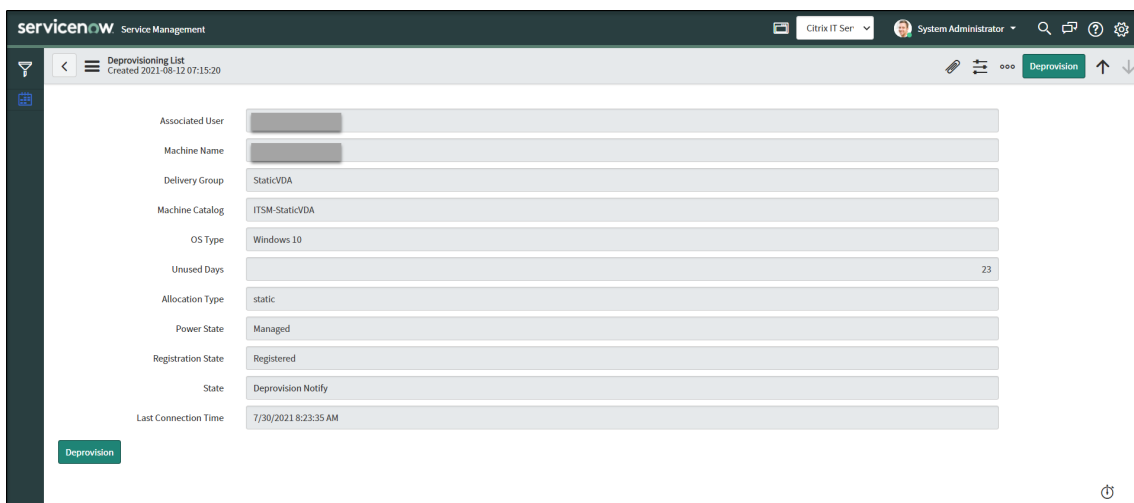 servicenow Service Management
Citrix IT Ser
System Administrator
Deprovisioning List
Created 2021-08-12 07:15:20
Deprovision
Associated User
Machine Name
Delivery Group StaticVDA
Machine Catalog ITSM-StaticVDA
OS Type Windows 10
Unused Days 23
Allocation Type static
Power State Managed
Registration State Registered
State Deprovision Notify
Last Connection Time 7/30/2021 8:23:35 AM
Deprovision